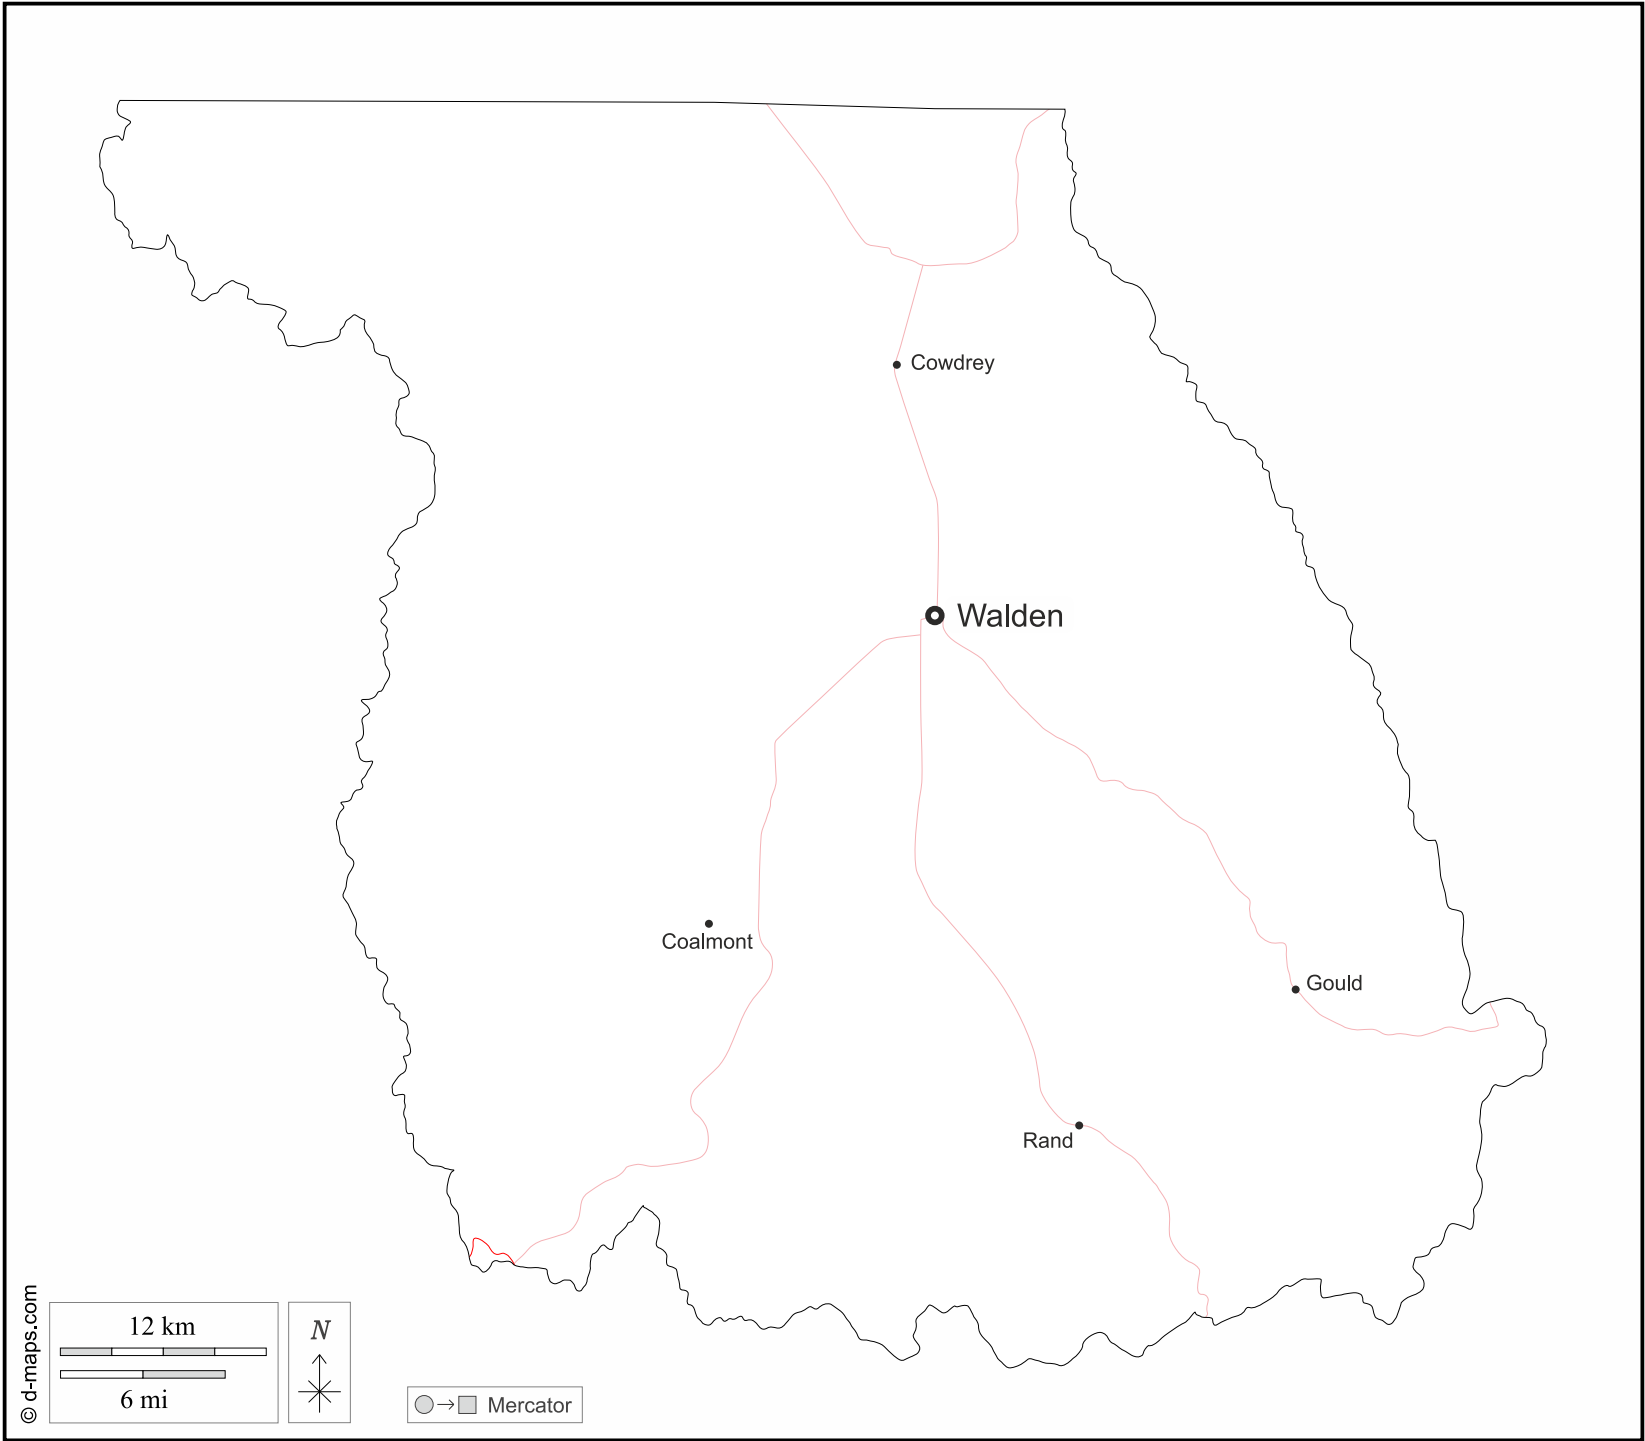 Cowdrey
Walden
Coalmont
Gould
Rand
© d-maps.com
12 km
6 mi
N
Mercator